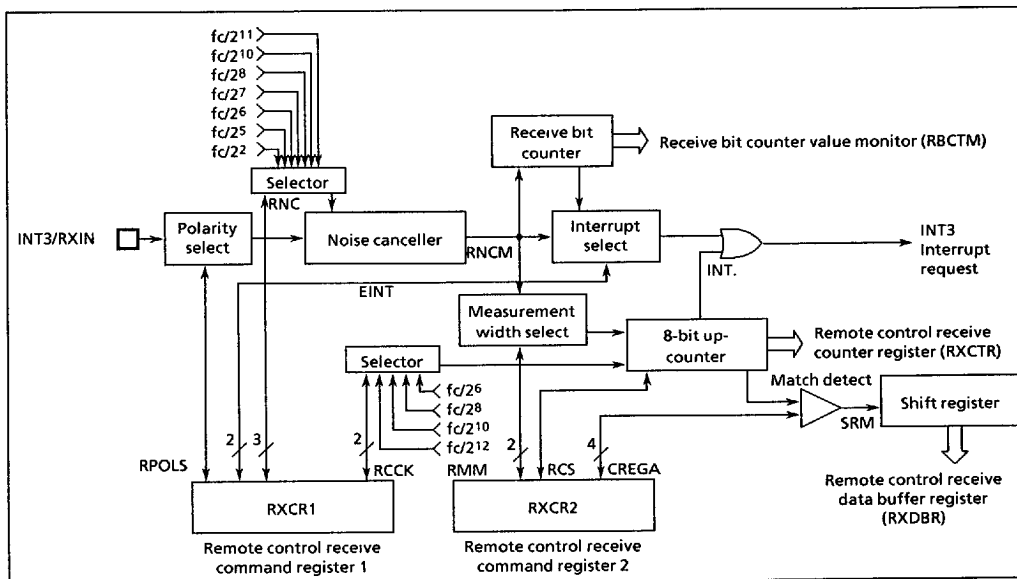 fc/2¹¹
fc/2¹⁰
fc/2⁸
fc/2⁷
fc/2⁶
fc/2⁵
fc/2²
Selector
RNC
INT3/RXIN
Polarity
select
Noise canceller
RNCM
Receive bit
counter
Receive bit counter value monitor (RBCTM)
Interrupt
select
INT3
Interrupt
request
INT.
EINT
Measurement
width select
8-bit up-
counter
Remote control receive
counter register (RXCTR)
Selector
fc/2⁶
fc/2⁸
fc/2¹⁰
fc/2¹²
Match detect
SRM
Shift register
2
3
2
2
4
RPOLS
RCCK
RMM
RCS
CREGA
Remote control receive
data buffer register
(RXDBR)
RXCR1
RXCR2
Remote control receive
command register 1
Remote control receive
command register 2